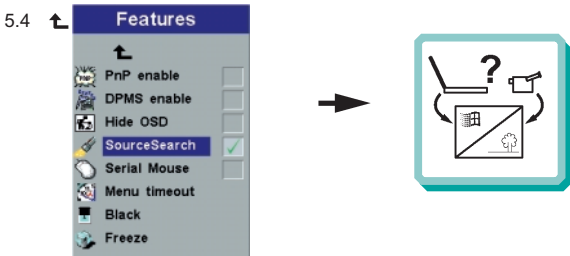 5.4
Features
PnP enable
DPMS enable
Hide OSD
SourceSearch
Serial Mouse
Menu timeout
Black
Freeze
?